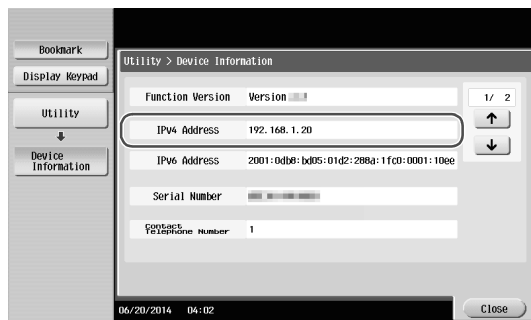 Bookmark
Display Keypad
Utility
Device
Information
Utility > Device Information
Function Version Version
IPv4 Address 192.168.1.20
IPv6 Address 2001:0db8:bd05:01d2:288a:1fc0:0001:10ee
Serial Number
Contact
Telephone Number 1
1/ 2
06/20/2014 04:02
Close